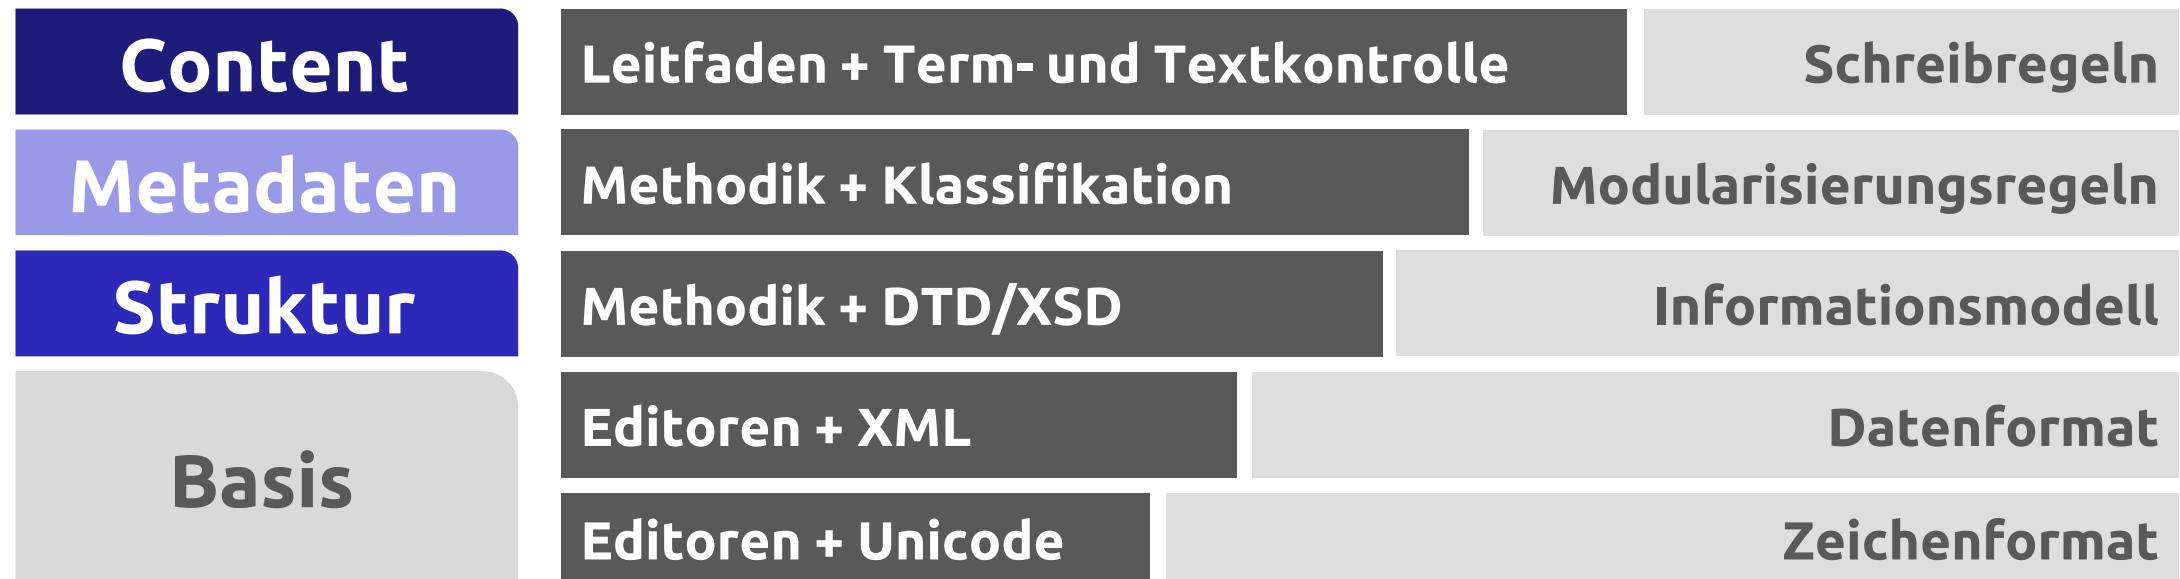 Content
Leitfaden + Term- und Textkontrolle
Schreibregeln
Metadaten
Methodik + Klassifikation
Modularisierungsregeln
Struktur
Methodik + DTD/XSD
Informationsmodell
Basis
Editoren + XML
Datenformat
Editoren + Unicode
Zeichenformat